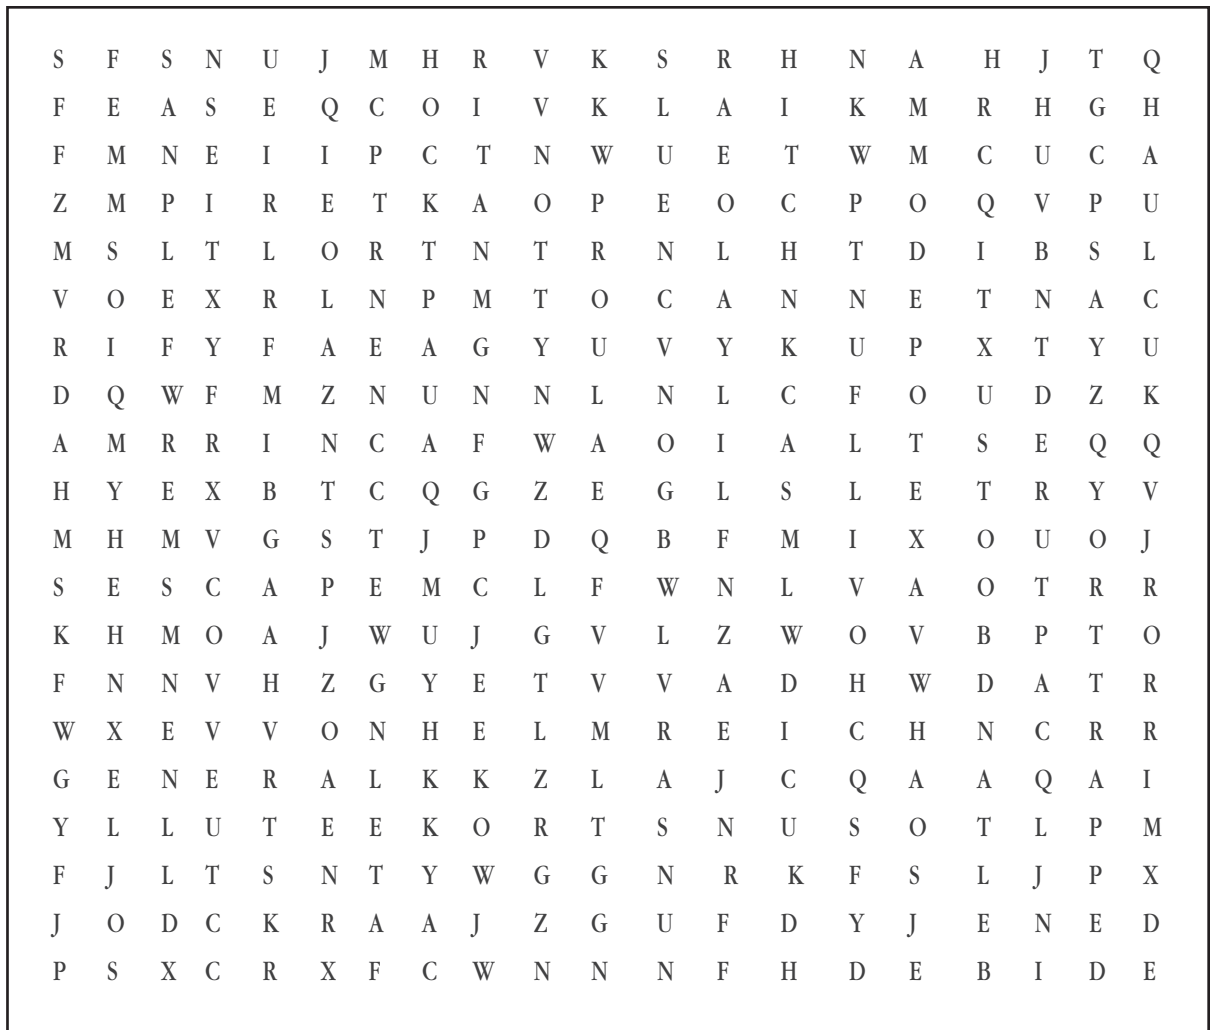 S F S N U J M H R V K S R H N A H J T Q
F E A S E Q C O I V K L A I K M R H G H
F M N E I I P C T N W U E T W M C U C A
Z M P I R E T K A O P E O C P O Q V P U
M S L T L O R T N T R N L H T D I B S L
V O E X R L N P M T O C A N N E T N A C
R I F Y F A E A G Y U V Y K U P X T Y U
D Q W F M Z N U N N L N L C F O U D Z K
A M R R I N C A F W A O I A L T S E Q Q
H Y E X B T C Q G Z E G L S L E T R Y V
M H M V G S T J P D Q B F M I X O U O J
S E S C A P E M C L F W N L V A O T R R
K H M O A J W U J G V L Z W O V B P T O
F N N V H Z G Y E T V V A D H W D A T R
W X E V V O N H E L M R E I C H N C R R
G E N E R A L K K Z L A J C Q A A Q A I
Y L L U T E E K O R T S N U S O T L P M
F J L T S N T Y W G G N R K F S L J P X
J O D C K R A A J Z G U F D Y J E N E D
P S X C R X F C W N N N F H D E B I D E